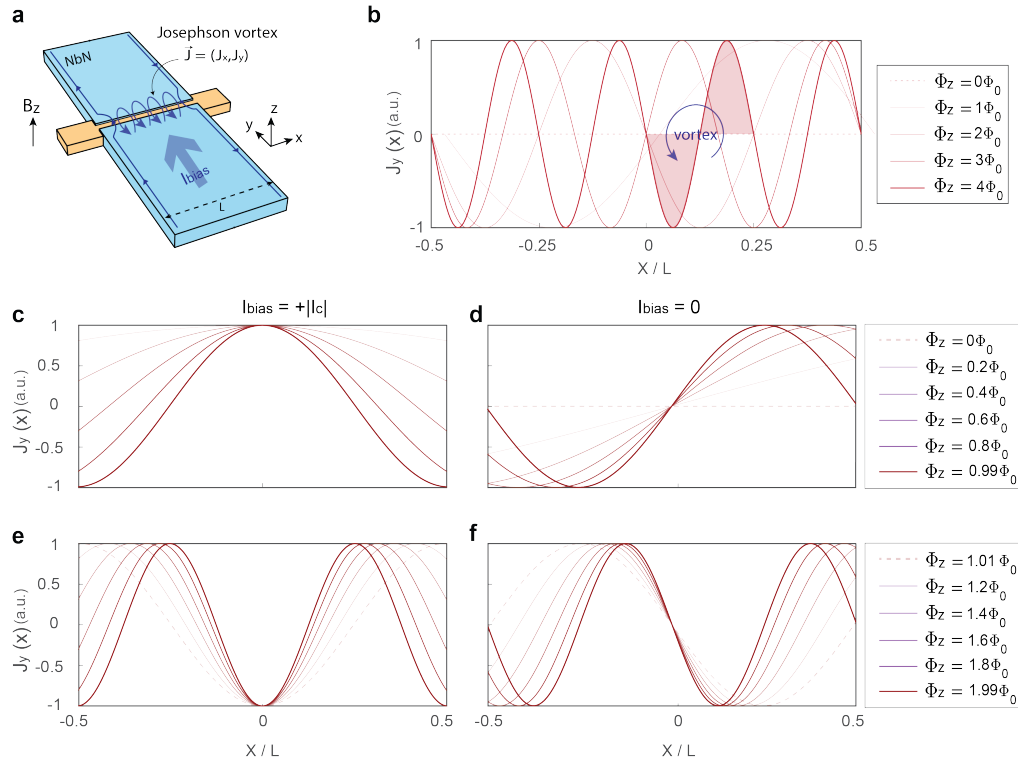 a
Josephson vortex
J⃗ = (Jx,Jy)
NbN
Bz
z
y
x
Ibias
L
b
Jy (x) (a.u.)
1
0
-1
vortex
-0.5
-0.25
0
0.25
0.5
X / L
Φz = 0Φ0
Φz = 1Φ0
Φz = 2Φ0
Φz = 3Φ0
Φz = 4Φ0
c
Ibias = +|Ic|
Jy (x) (a.u.)
1
0.5
0
-0.5
-1
d
Ibias = 0
Φz = 0Φ0
Φz = 0.2Φ0
Φz = 0.4Φ0
Φz = 0.6Φ0
Φz = 0.8Φ0
Φz = 0.99Φ0
e
Jy (x) (a.u.)
1
0.5
0
-0.5
-1
-0.5
0
0.5
X / L
f
-0.5
0
0.5
X / L
Φz = 1.01 Φ0
Φz = 1.2Φ0
Φz = 1.4Φ0
Φz = 1.6Φ0
Φz = 1.8Φ0
Φz = 1.99Φ0